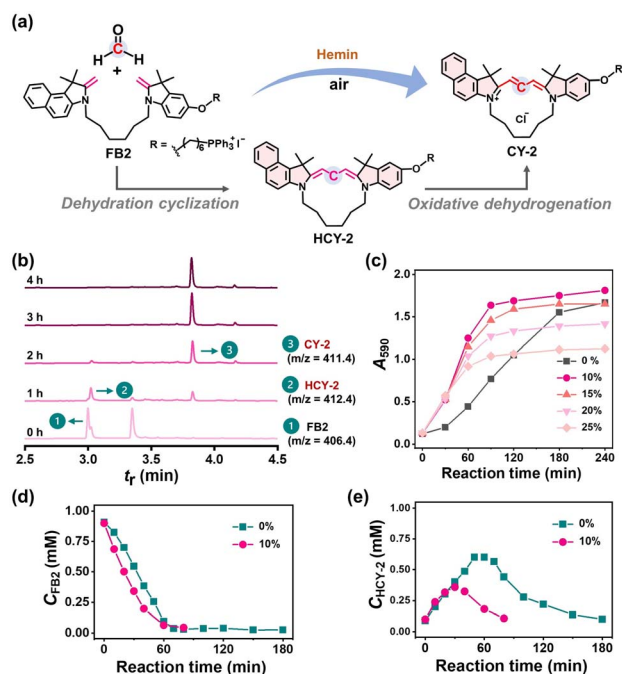 (a)
O
C
H H
+
Hemin
air
N
N
O
R
FB2
R = ( )6 PPh3+ I−
N
N
O
R
C
HCY-2
N+
N
O
R
C
Cl−
CY-2
Dehydration cyclization
Oxidative dehydrogenation
(b)
4 h
3 h
2 h
1 h
0 h
1
2
3
3 CY-2
(m/z = 411.4)
2 HCY-2
(m/z = 412.4)
1 FB2
(m/z = 406.4)
2.5 3.0 3.5 4.0 4.5
tr (min)
(c)
A590
2.0
1.5
1.0
0.5
0.0
0 %
10%
15%
20%
25%
0 60 120 180 240
Reaction time (min)
(d)
CFB2 (mM)
1.00
0.75
0.50
0.25
0.00
0%
10%
0 60 120 180
Reaction time (min)
(e)
CHCY-2 (mM)
1.00
0.75
0.50
0.25
0.00
0%
10%
0 60 120 180
Reaction time (min)